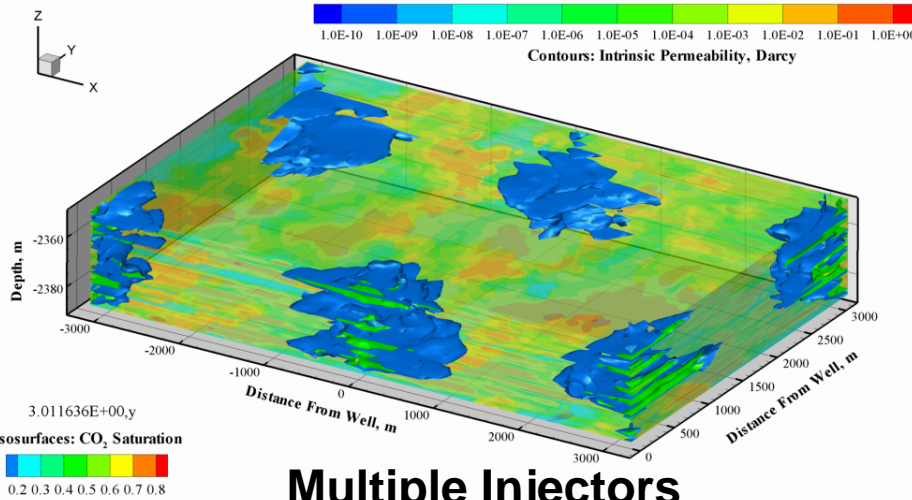 Z
Y
X
1.0E-10 1.0E-09 1.0E-08 1.0E-07 1.0E-06 1.0E-05 1.0E-04 1.0E-03 1.0E-02 1.0E-01 1.0E+00
Contours: Intrinsic Permeability, Darcy
Depth, m
-2360
-2380
-3000
-2000
-1000
0
1000
2000
3000
Distance From Well, m
0
500
1000
1500
2000
2500
3000
Distance From Well, m
3.011636E+00,y
sosurfaces: CO₂ Saturation
0.2 0.3 0.4 0.5 0.6 0.7 0.8
Multiple Injectors